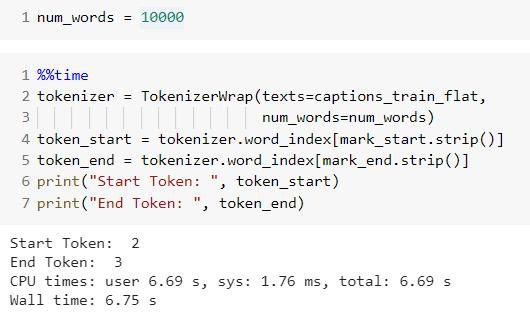 1 num_words = 10000
1 %%time
2 tokenizer = TokenizerWrap(texts=captions_train_flat,
3                           num_words=num_words)
4 token_start = tokenizer.word_index[mark_start.strip()]
5 token_end = tokenizer.word_index[mark_end.strip()]
6 print("Start Token: ", token_start)
7 print("End Token: ", token_end)
Start Token:  2
End Token:  3
CPU times: user 6.69 s, sys: 1.76 ms, total: 6.69 s
Wall time: 6.75 s